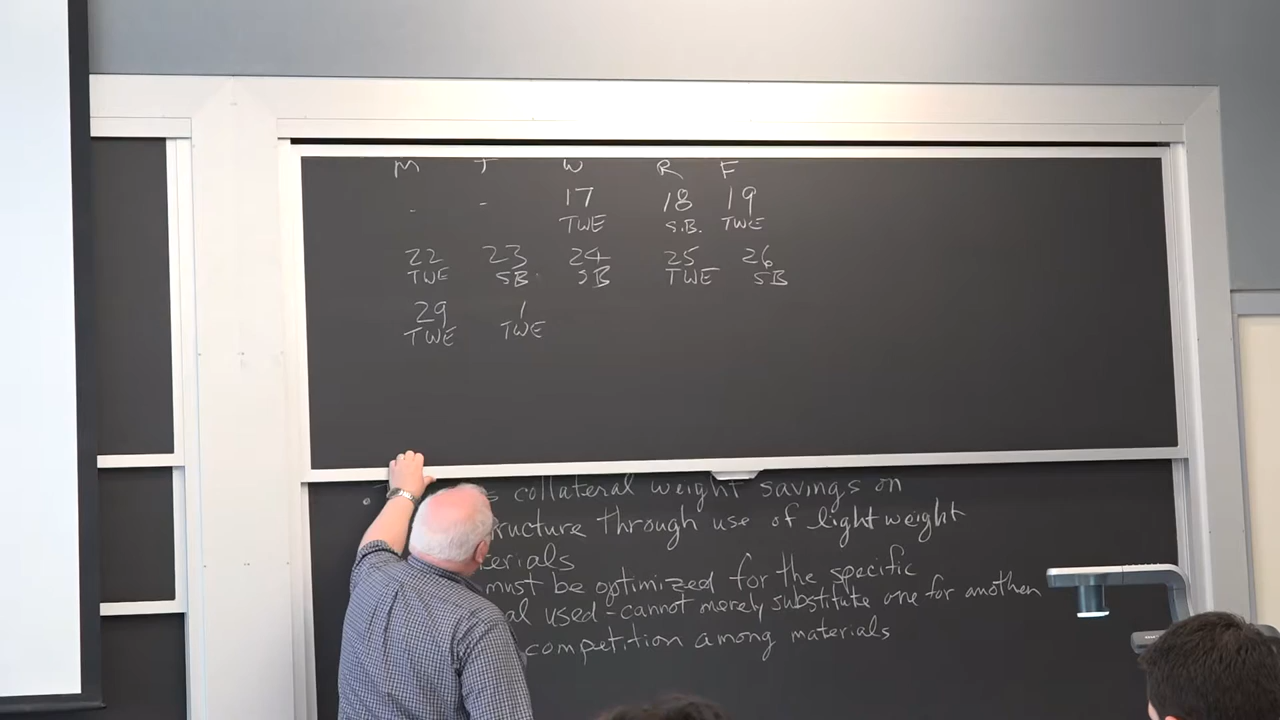 M T W R F
- - 17 18 19
TWE S.B. TWE
22 23 24 25 26
TWE SB SB TWE SB
29 1
TWE TWE
collateral weight savings on
ructure through use of lightweight
erials
must be optimized for the specific
al used - cannot merely substitute one for another
competition among materials